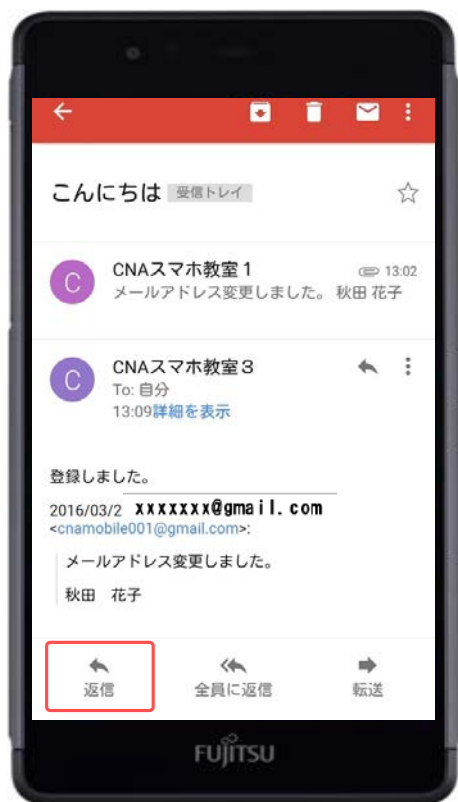 こんにちは 受信トレイ
C
CNAスマホ教室1 13:02
メールアドレス変更しました。 秋田 花子
C
CNAスマホ教室3
To: 自分
13:09詳細を表示
登録しました。
2016/03/2 xxxxxxx@gmail.com
<cnamobile001@gmail.com>:
メールアドレス変更しました。
秋田 花子
返信 全員に返信 転送
FUJITSU